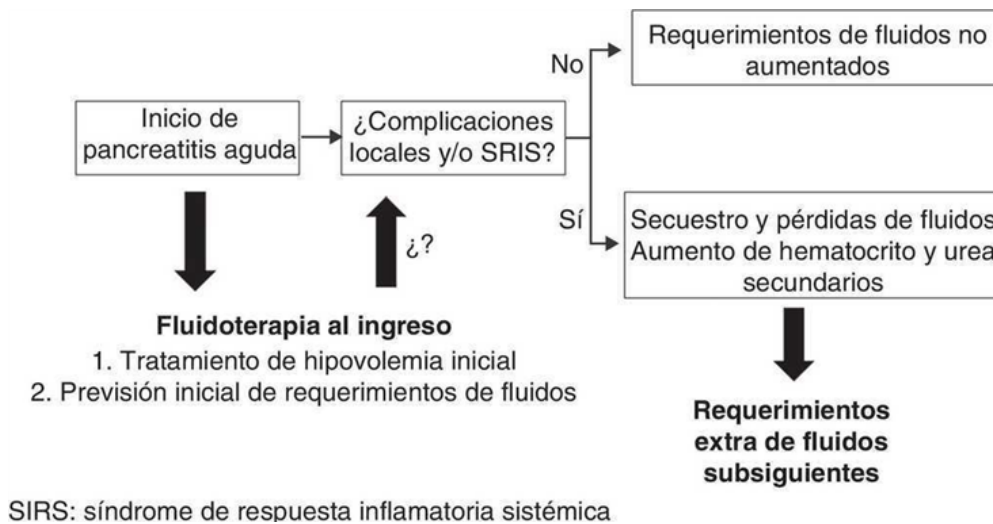 Inicio de
pancreatitis aguda
¿Complicaciones
locales y/o SRIS?
No
Requerimientos de fluidos no
aumentados
Sí
Secuestro y pérdidas de fluidos
Aumento de hematocrito y urea
secundarios
¿?
Fluidoterapia al ingreso
1. Tratamiento de hipovolemia inicial
2. Previsión inicial de requerimientos de fluidos
Requerimientos
extra de fluidos
subsiguientes
SIRS: síndrome de respuesta inflamatoria sistémica